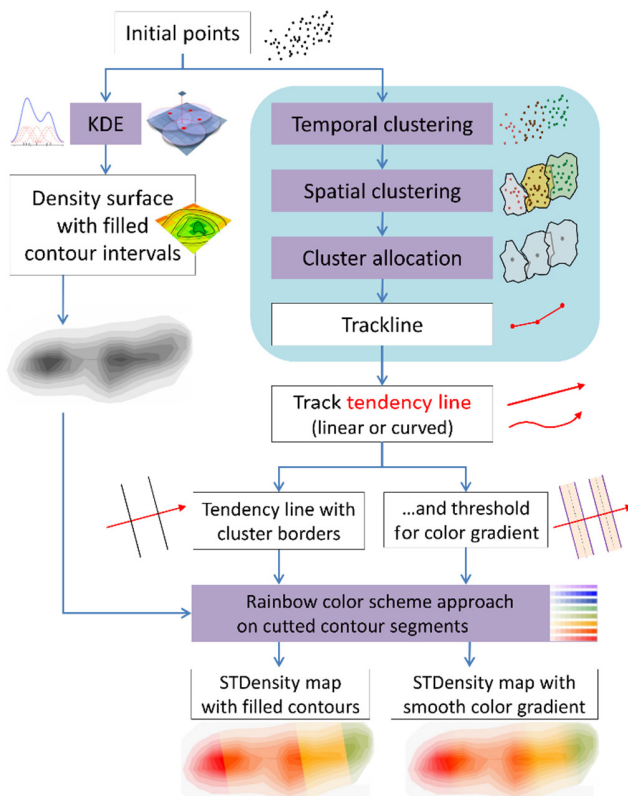 Initial points
KDE
Temporal clustering
Density surface
with filled
contour intervals
Spatial clustering
Cluster allocation
Trackline
Track tendency line
(linear or curved)
Tendency line with
cluster borders
...and threshold
for color gradient
Rainbow color scheme approach
on cutted contour segments
STDensity map
with filled contours
STDensity map with
smooth color gradient